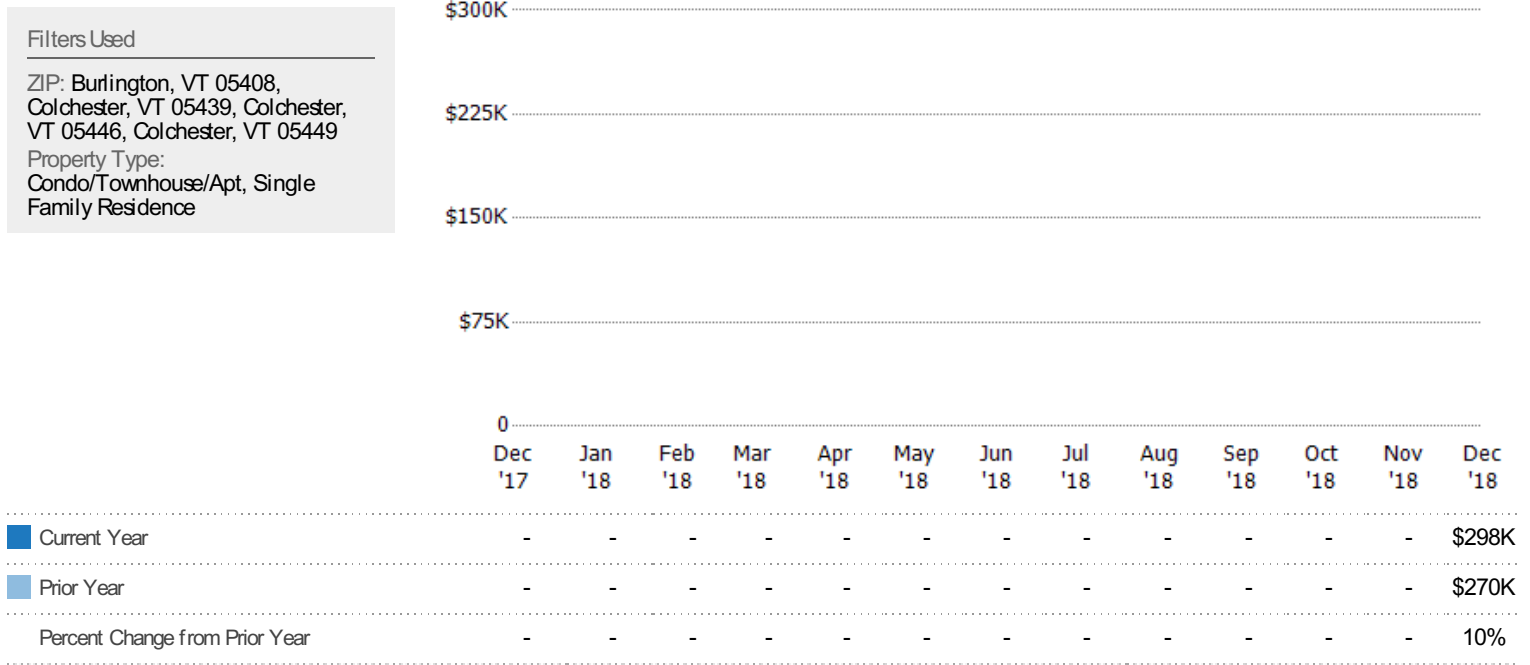 Filters Used
ZIP: Burlington, VT 05408,
Colchester, VT 05439, Colchester,
VT 05446, Colchester, VT 05449
Property Type:
Condo/Townhouse/Apt, Single
Family Residence
$300K
$225K
$150K
$75K
0
Dec Jan Feb Mar Apr May Jun Jul Aug Sep Oct Nov Dec
'17 '18 '18 '18 '18 '18 '18 '18 '18 '18 '18 '18 '18
Current Year - - - - - - - - - - - - $298K
Prior Year - - - - - - - - - - - - $270K
Percent Change from Prior Year - - - - - - - - - - - - 10%